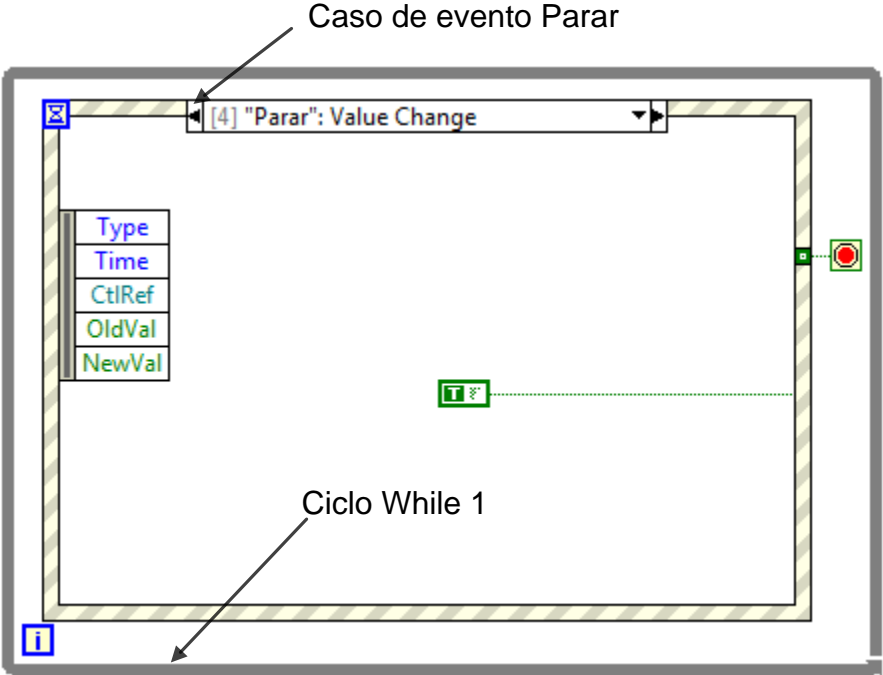 Caso de evento Parar
[4] "Parar": Value Change
Type
Time
CtlRef
OldVal
NewVal
T
Ciclo While 1
i